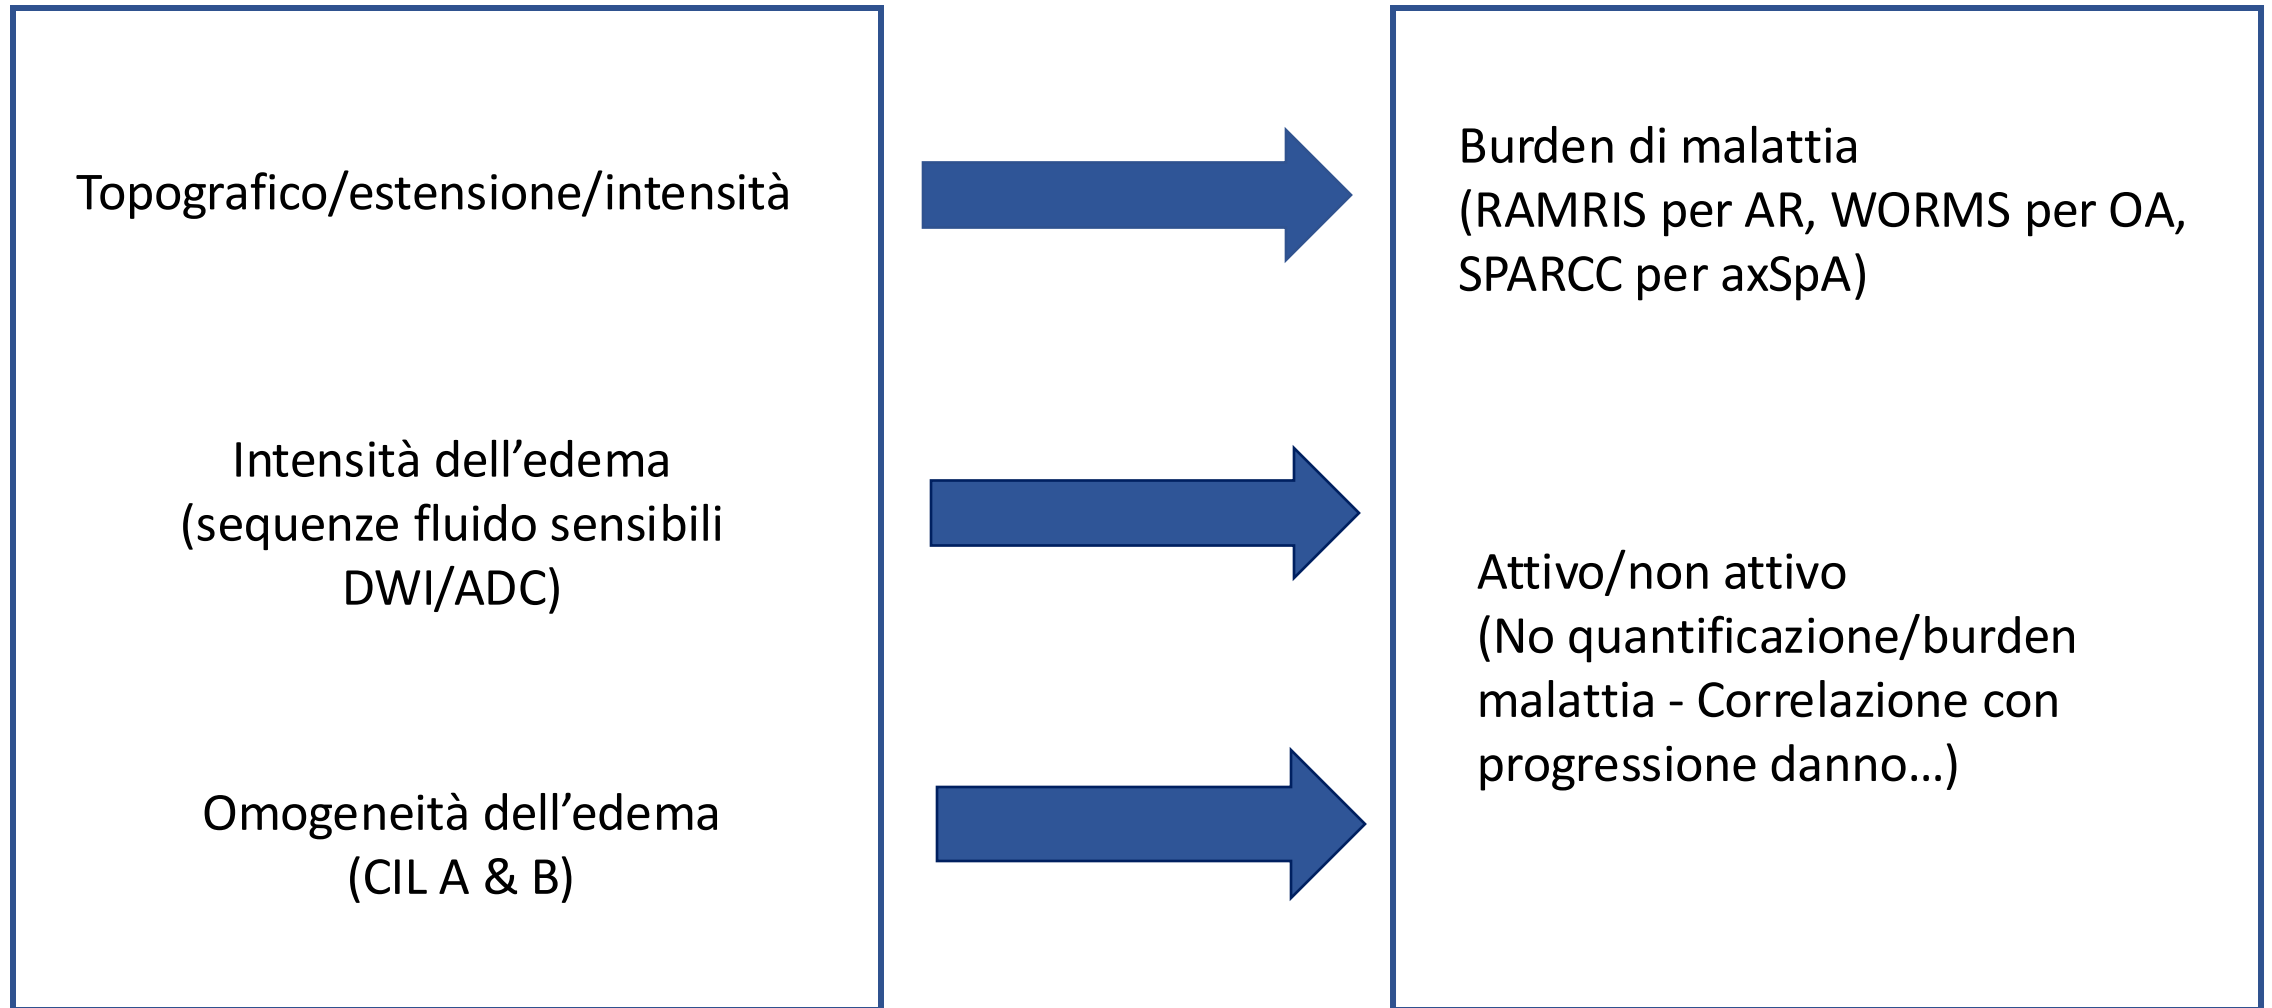 Topografico/estensione/intensità
Intensità dell’edema
(sequenze fluido sensibili
DWI/ADC)
Omogeneità dell’edema
(CIL A & B)
Burden di malattia
(RAMRIS per AR, WORMS per OA,
SPARCC per axSpA)
Attivo/non attivo
(No quantificazione/burden
malattia - Correlazione con
progressione danno…)